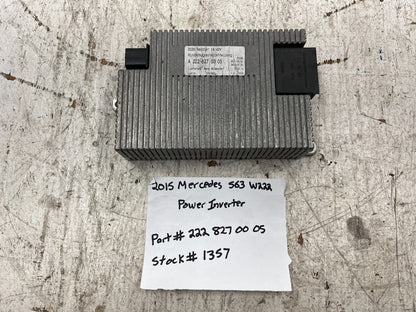 A 222 827 00 05
2015 Mercedes S63 W222
Power Inverter
Part# 222 827 00 05
Stock# 1357